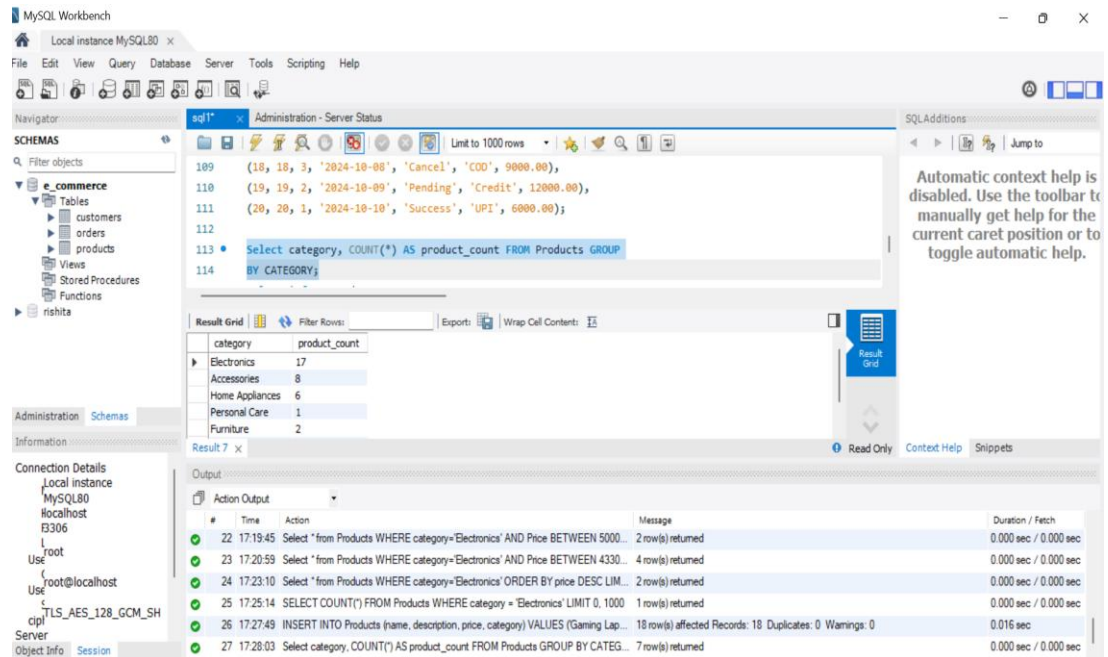 MySQL Workbench
Local instance MySQL80 ×
File Edit View Query Database Server Tools Scripting Help
Navigator
SCHEMAS
Filter objects
e_commerce
Tables
customers
orders
products
Views
Stored Procedures
Functions
rishita
Administration Schemas
Information
Connection Details
Local instance
MySQL80
localhost
3306
root
Use
root@localhost
Use
TLS_AES_128_GCM_SH
cipl
Server
Object Info Session
sql1* × Administration - Server Status
Limit to 1000 rows
109 (18, 18, 3, '2024-10-08', 'Cancel', 'COD', 9000.00),
110 (19, 19, 2, '2024-10-09', 'Pending', 'Credit', 12000.00),
111 (20, 20, 1, '2024-10-10', 'Success', 'UPI', 6000.00);
112
113 Select category, COUNT(*) AS product_count FROM Products GROUP
114 BY CATEGORY;
Result Grid Filter Rows: Export: Wrap Cell Content:
category product_count
Electronics 17
Accessories 8
Home Appliances 6
Personal Care 1
Furniture 2
Result Grid
Result 7 × Read Only
SQLAdditions
Jump to
Automatic context help is
disabled. Use the toolbar to
manually get help for the
current caret position or to
toggle automatic help.
Context Help Snippets
Output
Action Output
# Time Action Message Duration / Fetch
22 17:19:45 Select * from Products WHERE category='Electronics' AND Price BETWEEN 5000... 2 row(s) returned 0.000 sec / 0.000 sec
23 17:20:59 Select * from Products WHERE category='Electronics' AND Price BETWEEN 4330... 4 row(s) returned 0.000 sec / 0.000 sec
24 17:23:10 Select * from Products WHERE category='Electronics' ORDER BY price DESC LIM... 2 row(s) returned 0.000 sec / 0.000 sec
25 17:25:14 SELECT COUNT(*) FROM Products WHERE category = 'Electronics' LIMIT 0, 1000 1 row(s) returned 0.000 sec / 0.000 sec
26 17:27:49 INSERT INTO Products (name, description, price, category) VALUES ('Gaming Lap... 18 row(s) affected Records: 18 Duplicates: 0 Warnings: 0 0.016 sec
27 17:28:03 Select category, COUNT(*) AS product_count FROM Products GROUP BY CATEG... 7 row(s) returned 0.000 sec / 0.000 sec